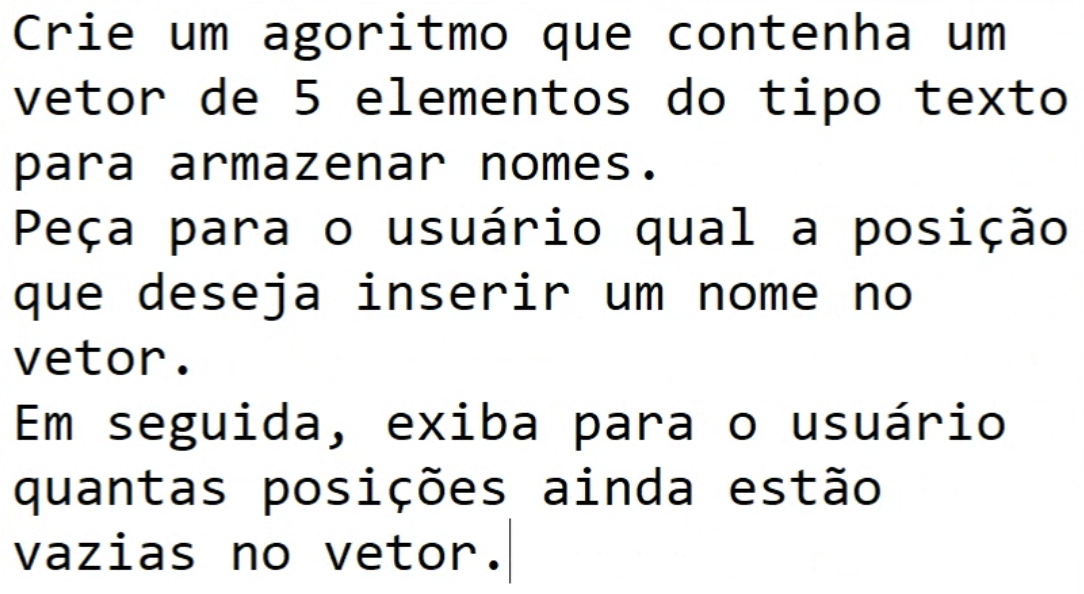 Crie um agoritmo que contenha um
vetor de 5 elementos do tipo texto
para armazenar nomes.
Peça para o usuário qual a posição
que deseja inserir um nome no
vetor.
Em seguida, exiba para o usuário
quantas posições ainda estão
vazias no vetor.